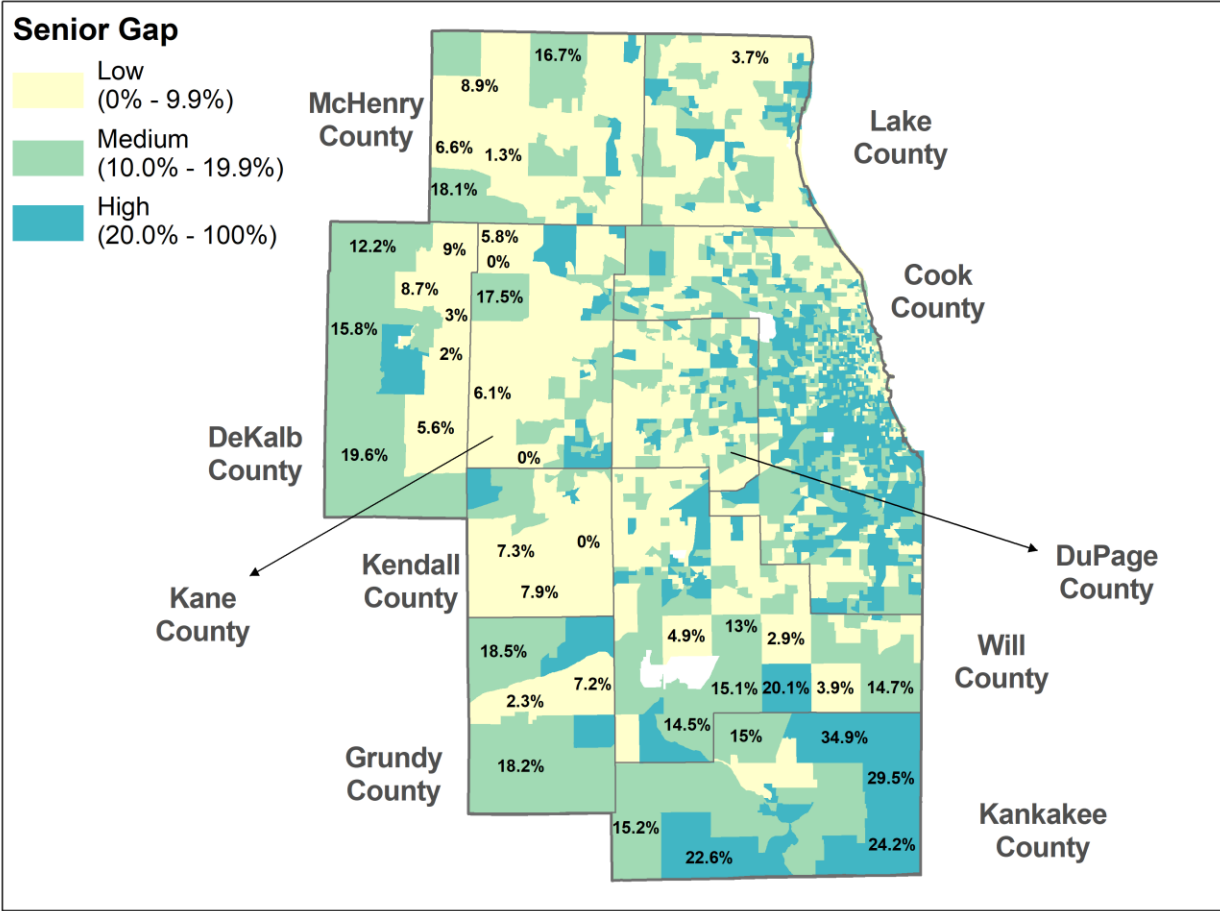 Senior Gap
Low
(0% - 9.9%)
Medium
(10.0% - 19.9%)
High
(20.0% - 100%)
McHenry
County
16.7%
8.9%
6.6%
1.3%
18.1%
3.7%
Lake
County
12.2%
9%
5.8%
0%
8.7%
17.5%
3%
15.8%
2%
6.1%
5.6%
19.6%
0%
Cook
County
DeKalb
County
Kane
County
Kendall
County
0%
7.3%
7.9%
DuPage
County
18.5%
7.2%
2.3%
18.2%
Grundy
County
4.9%
13%
2.9%
15.1%
20.1%
3.9%
14.7%
14.5%
Will
County
15%
34.9%
29.5%
15.2%
22.6%
24.2%
Kankakee
County